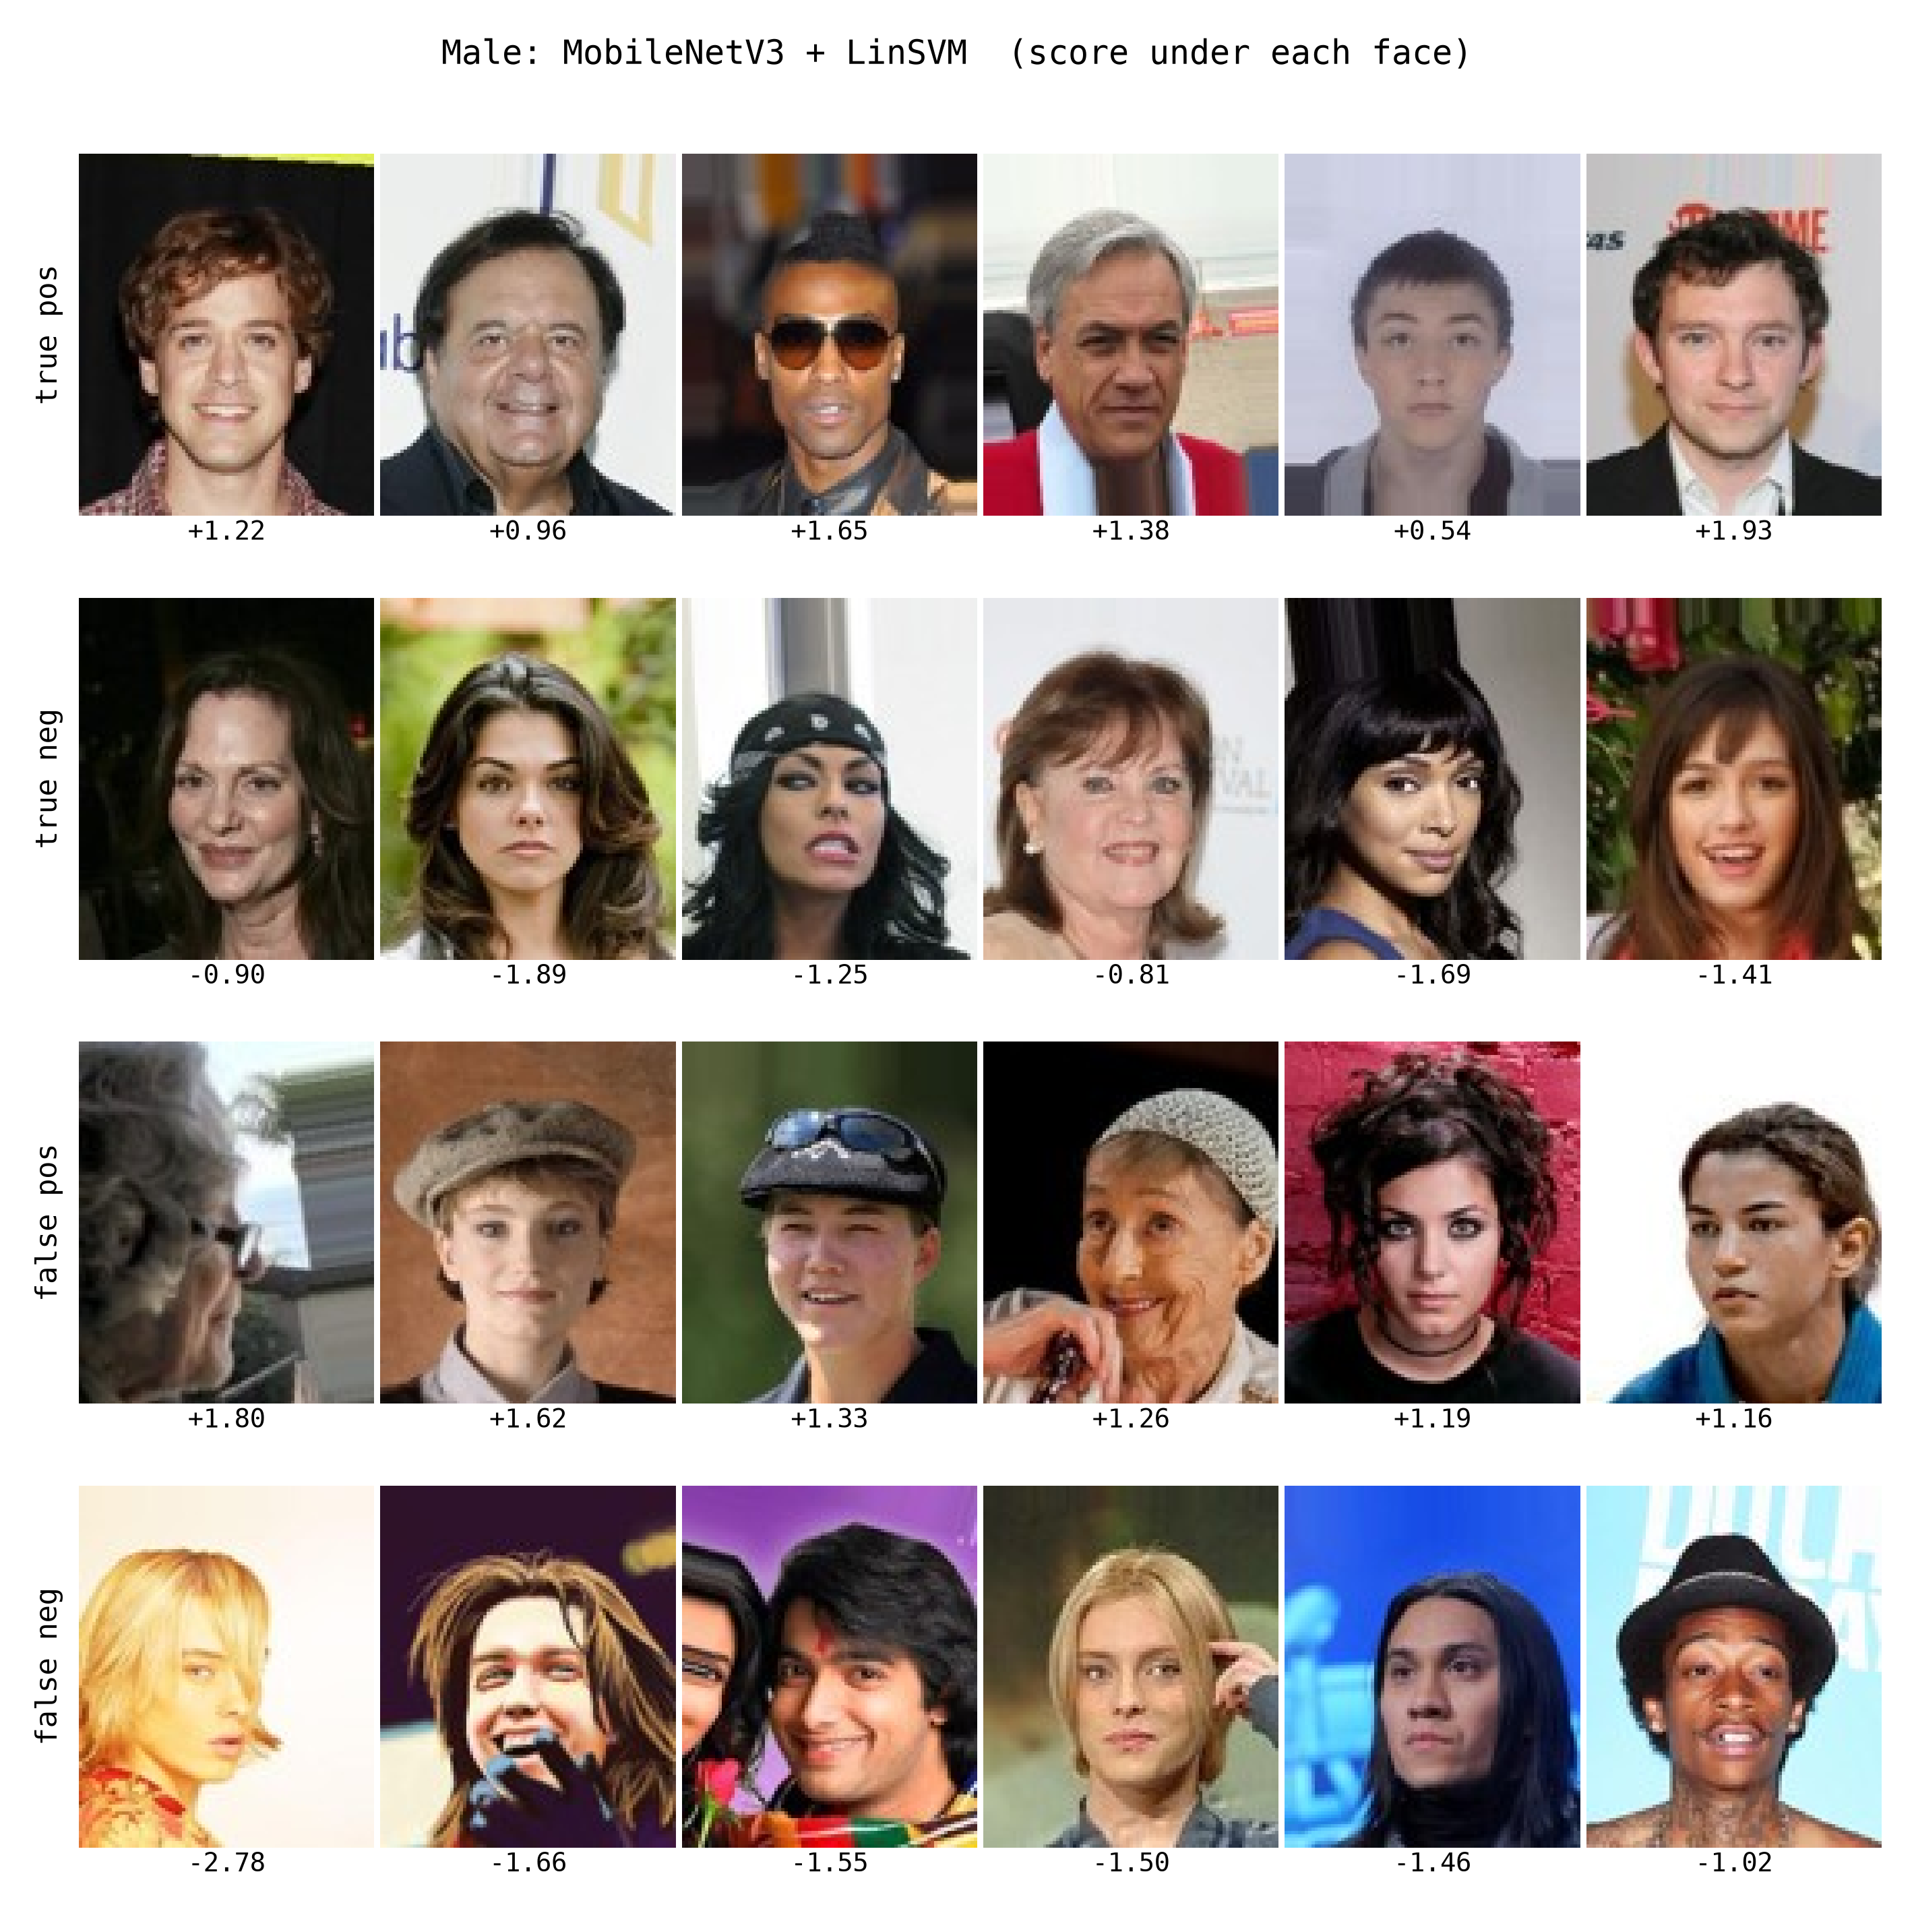 Male: MobileNetV3 + LinSVM (score under each face)
true pos
as
ab
+1.22 +0.96 +1.65 +1.38 +0.54 +1.93
true neg
VAL
-0.90 -1.89 -1.25 -0.81 -1.69 -1.41
false pos
+1.80 +1.62 +1.33 +1.26 +1.19 +1.16
false neg
-2.78 -1.66 -1.55 -1.50 -1.46 -1.02